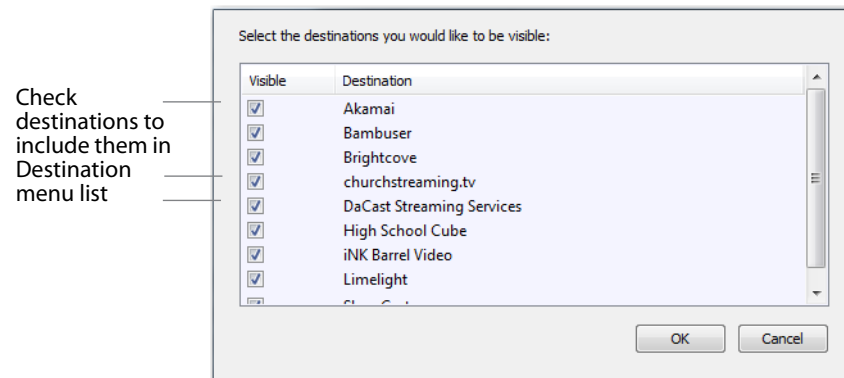 Select the destinations you would like to be visible:
Visible Destination
Check
destinations to
include them in
Destination
menu list
Akamai
Bambuser
Brightcove
churchstreaming.tv
DaCast Streaming Services
High School Cube
iNK Barrel Video
Limelight
OK Cancel